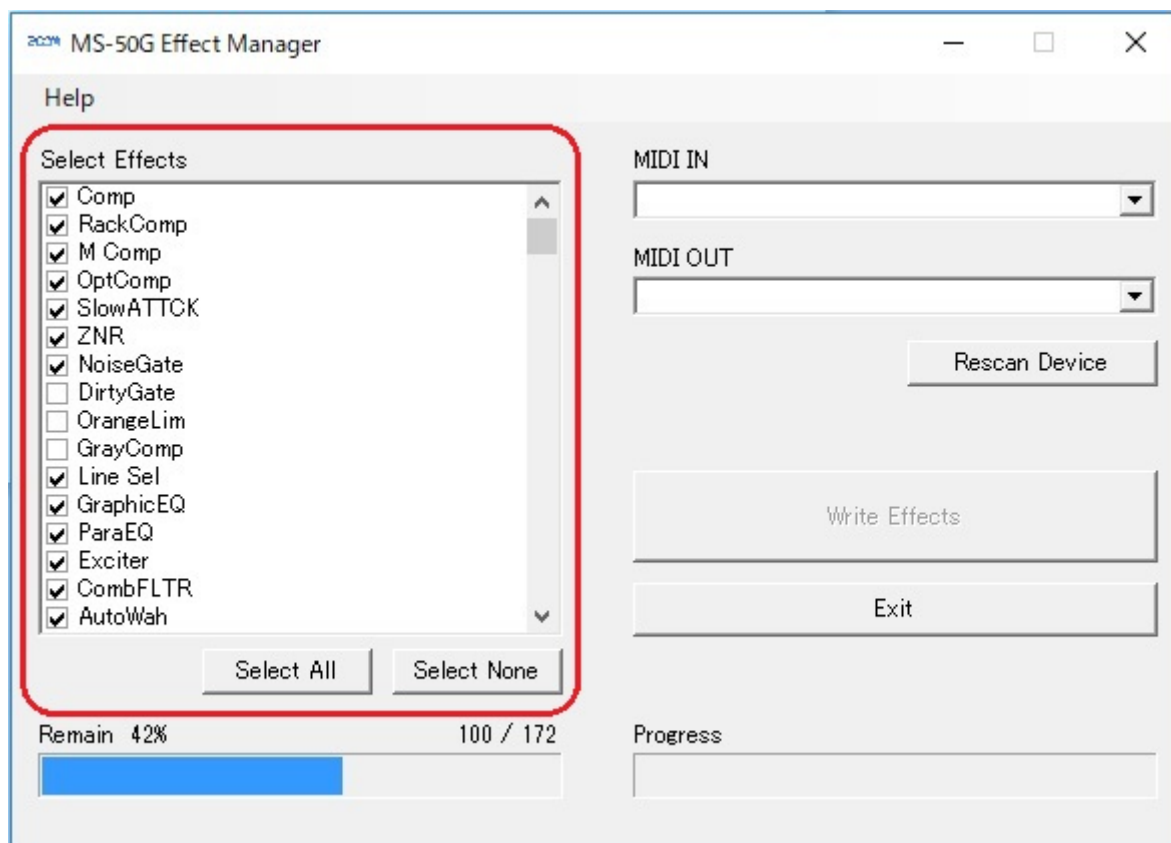 ZOOM MS-50G Effect Manager
Help
Select Effects
Comp
RackComp
M Comp
OptComp
SlowATTCK
ZNR
NoiseGate
DirtyGate
OrangeLim
GrayComp
Line Sel
GraphicEQ
ParaEQ
Exciter
CombFLTR
AutoWah
Select All
Select None
Remain 42%
100 / 172
MIDI IN
MIDI OUT
Rescan Device
Write Effects
Exit
Progress